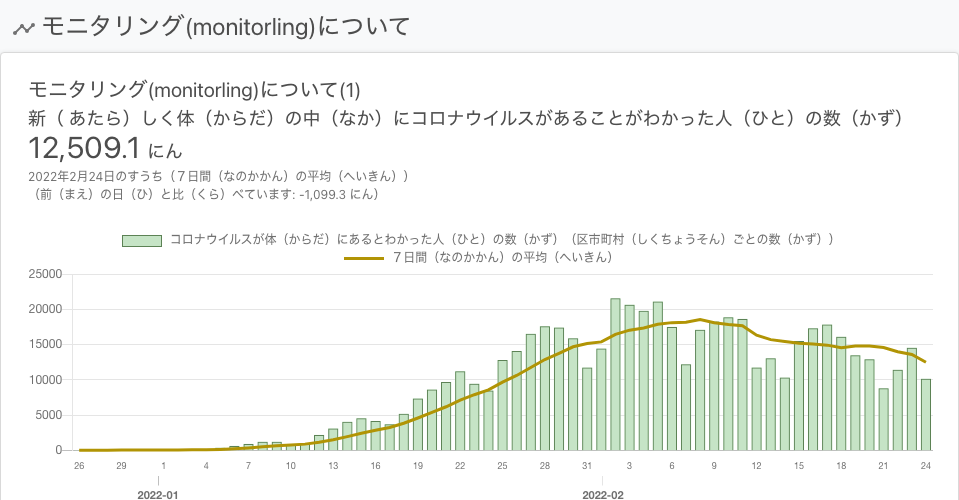 モニタリング(monitorling)について
モニタリング(monitorling)について(1)
新（ あたら）しく体（からだ）の中（なか）にコロナウイルスがあることがわかった人（ひと）の数（かず）
12,509.1 にん
2022年2月24日のすうち（７日間（なのかかん）の平均（へいきん））
（前（まえ）の日（ひ）と比（くら）べています: -1,099.3 にん）
コロナウイルスが体（からだ）にあるとわかった人（ひと）の数（かず）（区市町村（しくちょうそん）ごとの数（かず））
７日間（なのかかん）の平均（へいきん）
25000
20000
15000
10000
5000
0
26 29 1 4 7 10 13 16 19 22 25 28 31 3 6 9 12 15 18 21 24
2022-01 2022-02